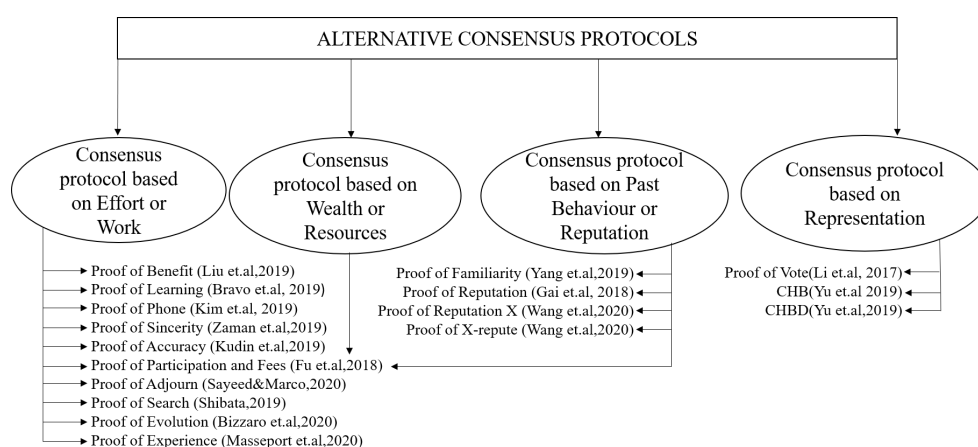 ALTERNATIVE CONSENSUS PROTOCOLS
Consensus
protocol based
on Effort or
Work
Consensus
protocol based on
Wealth or
Resources
Consensus protocol
based on Past
Behaviour or
Reputation
Consensus protocol
based on
Representation
Proof of Benefit (Liu et.al,2019)
Proof of Learning (Bravo et.al, 2019)
Proof of Phone (Kim et.al, 2019)
Proof of Sincerity (Zaman et.al,2019)
Proof of Accuracy (Kudin et.al,2019)
Proof of Participation and Fees (Fu et.al,2018)
Proof of Adjourn (Sayeed&Marco,2020)
Proof of Search (Shibata,2019)
Proof of Evolution (Bizzaro et.al,2020)
Proof of Experience (Masseport et.al,2020)
Proof of Familiarity (Yang et.al,2019)
Proof of Reputation (Gai et.al, 2018)
Proof of Reputation X (Wang et.al,2020)
Proof of X-repute (Wang et.al,2020)
Proof of Vote(Li et.al, 2017)
CHB(Yu et.al 2019)
CHBD(Yu et.al,2019)